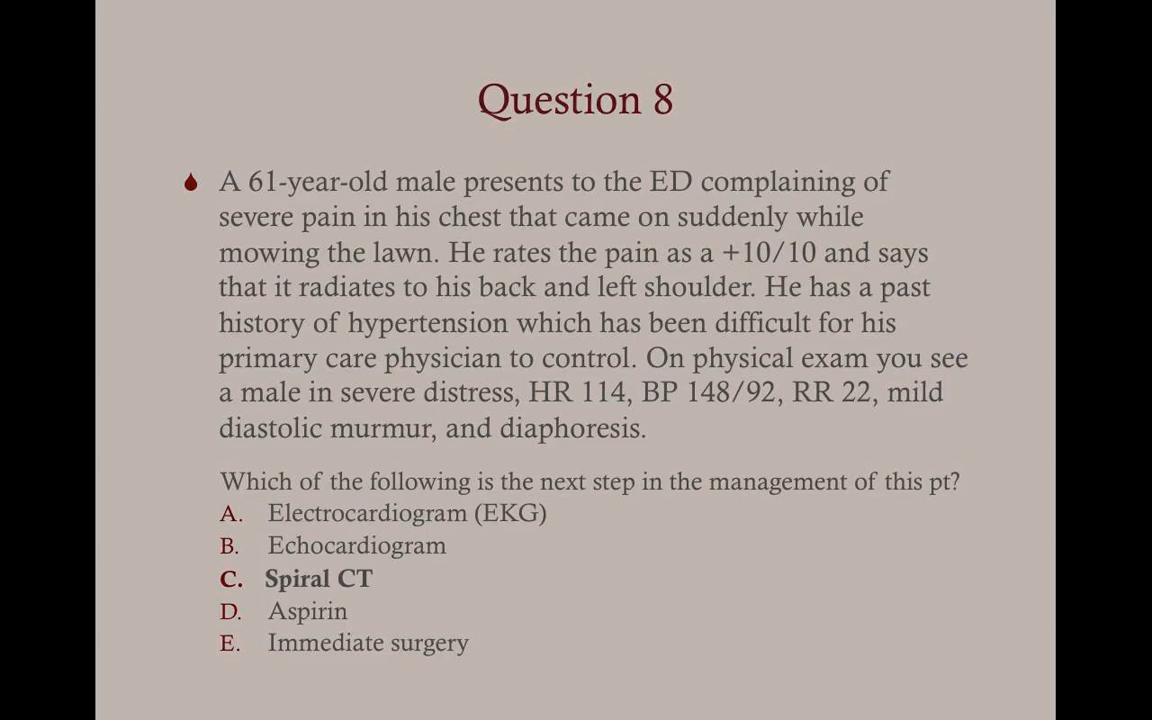 Question 8
A 61-year-old male presents to the ED complaining of
severe pain in his chest that came on suddenly while
mowing the lawn. He rates the pain as a +10/10 and says
that it radiates to his back and left shoulder. He has a past
history of hypertension which has been difficult for his
primary care physician to control. On physical exam you see
a male in severe distress, HR 114, BP 148/92, RR 22, mild
diastolic murmur, and diaphoresis.
Which of the following is the next step in the management of this pt?
A. Electrocardiogram (EKG)
B. Echocardiogram
C. Spiral CT
D. Aspirin
E. Immediate surgery